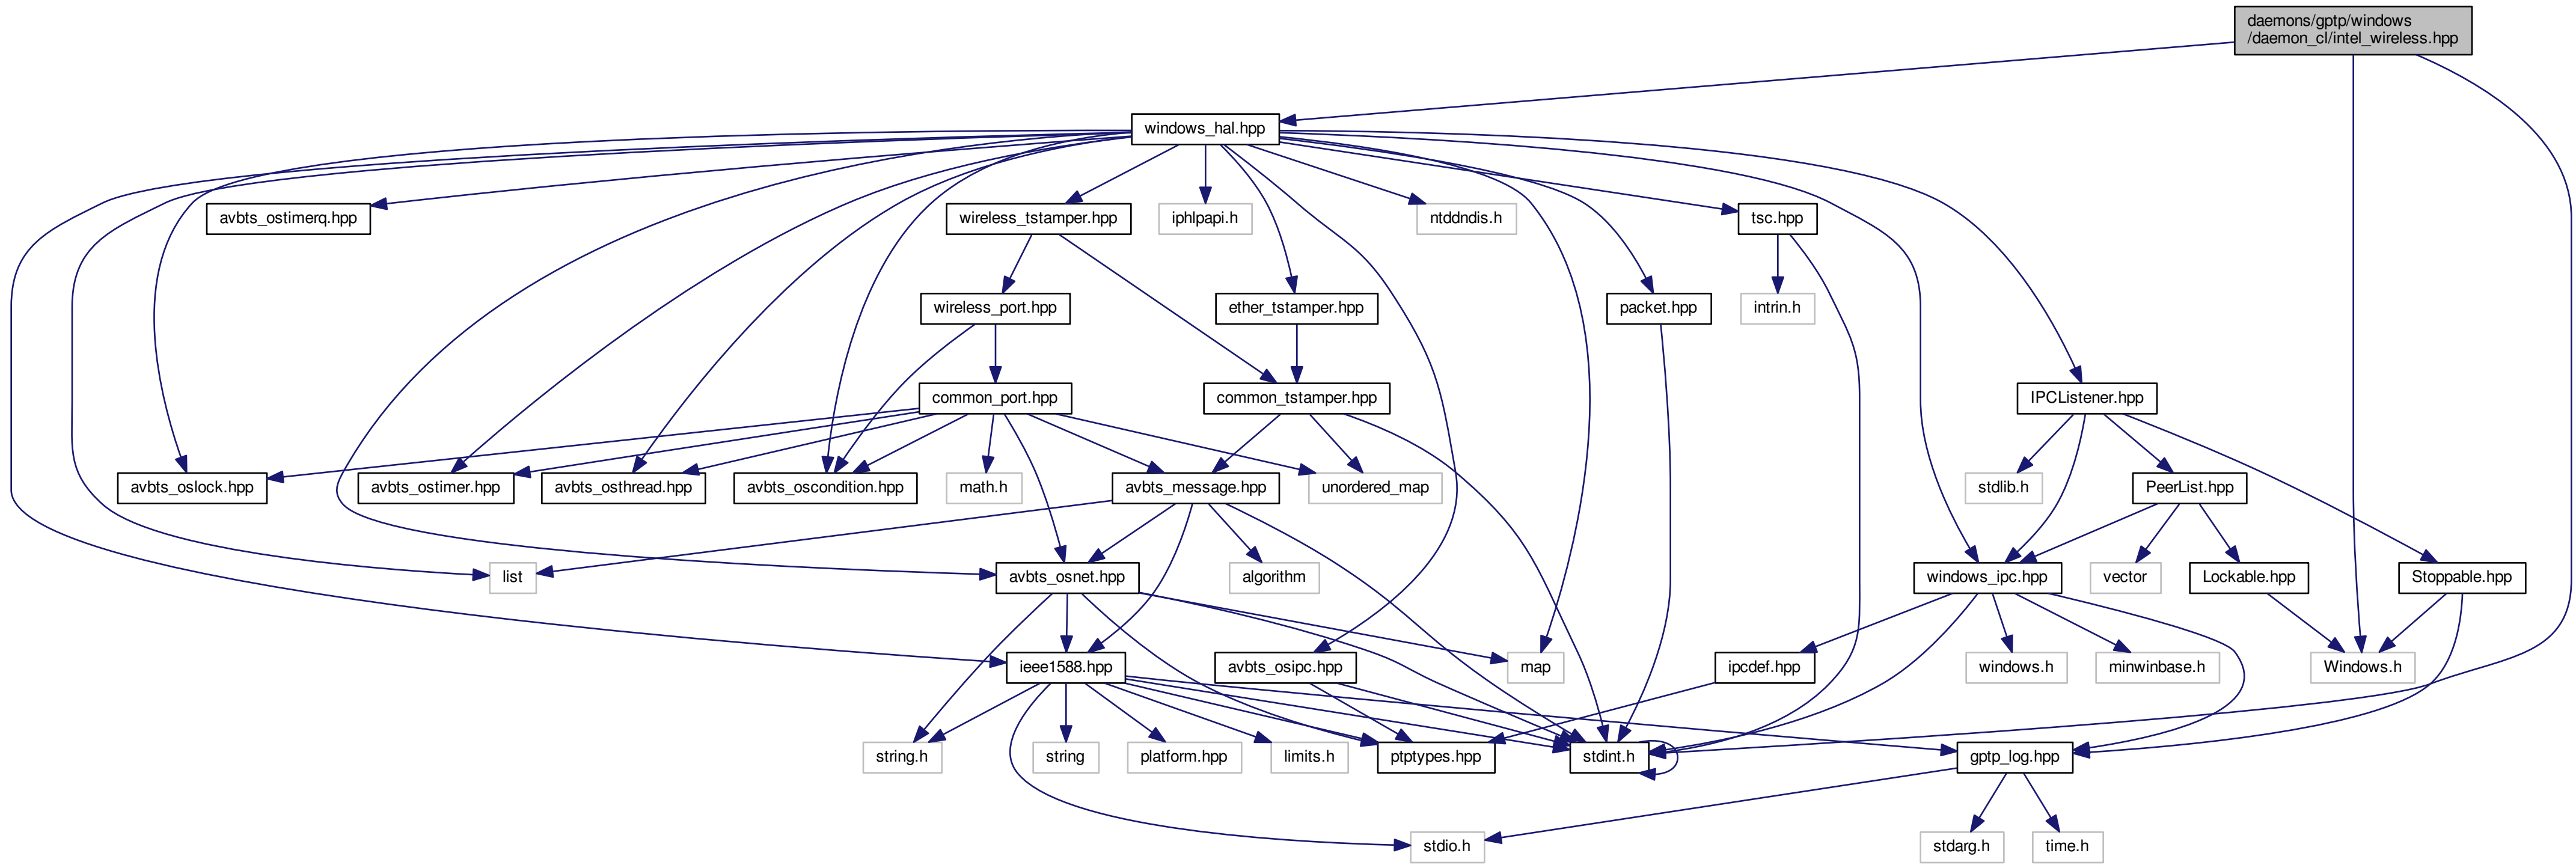 daemons/gptp/windows
/daemon_cl/intel_wireless.hpp
windows_hal.hpp
avbts_ostimerq.hpp
wireless_tstamper.hpp
iphlpapi.h
ntddndis.h
tsc.hpp
wireless_port.hpp
ether_tstamper.hpp
packet.hpp
intrin.h
common_port.hpp
common_tstamper.hpp
IPCListener.hpp
avbts_oslock.hpp
avbts_ostimer.hpp
avbts_osthread.hpp
avbts_oscondition.hpp
math.h
avbts_message.hpp
unordered_map
stdlib.h
PeerList.hpp
list
avbts_osnet.hpp
algorithm
windows_ipc.hpp
vector
Lockable.hpp
Stoppable.hpp
ieee1588.hpp
avbts_osipc.hpp
map
ipcdef.hpp
windows.h
minwinbase.h
Windows.h
string.h
string
platform.hpp
limits.h
ptptypes.hpp
stdint.h
gptp_log.hpp
stdio.h
stdarg.h
time.h